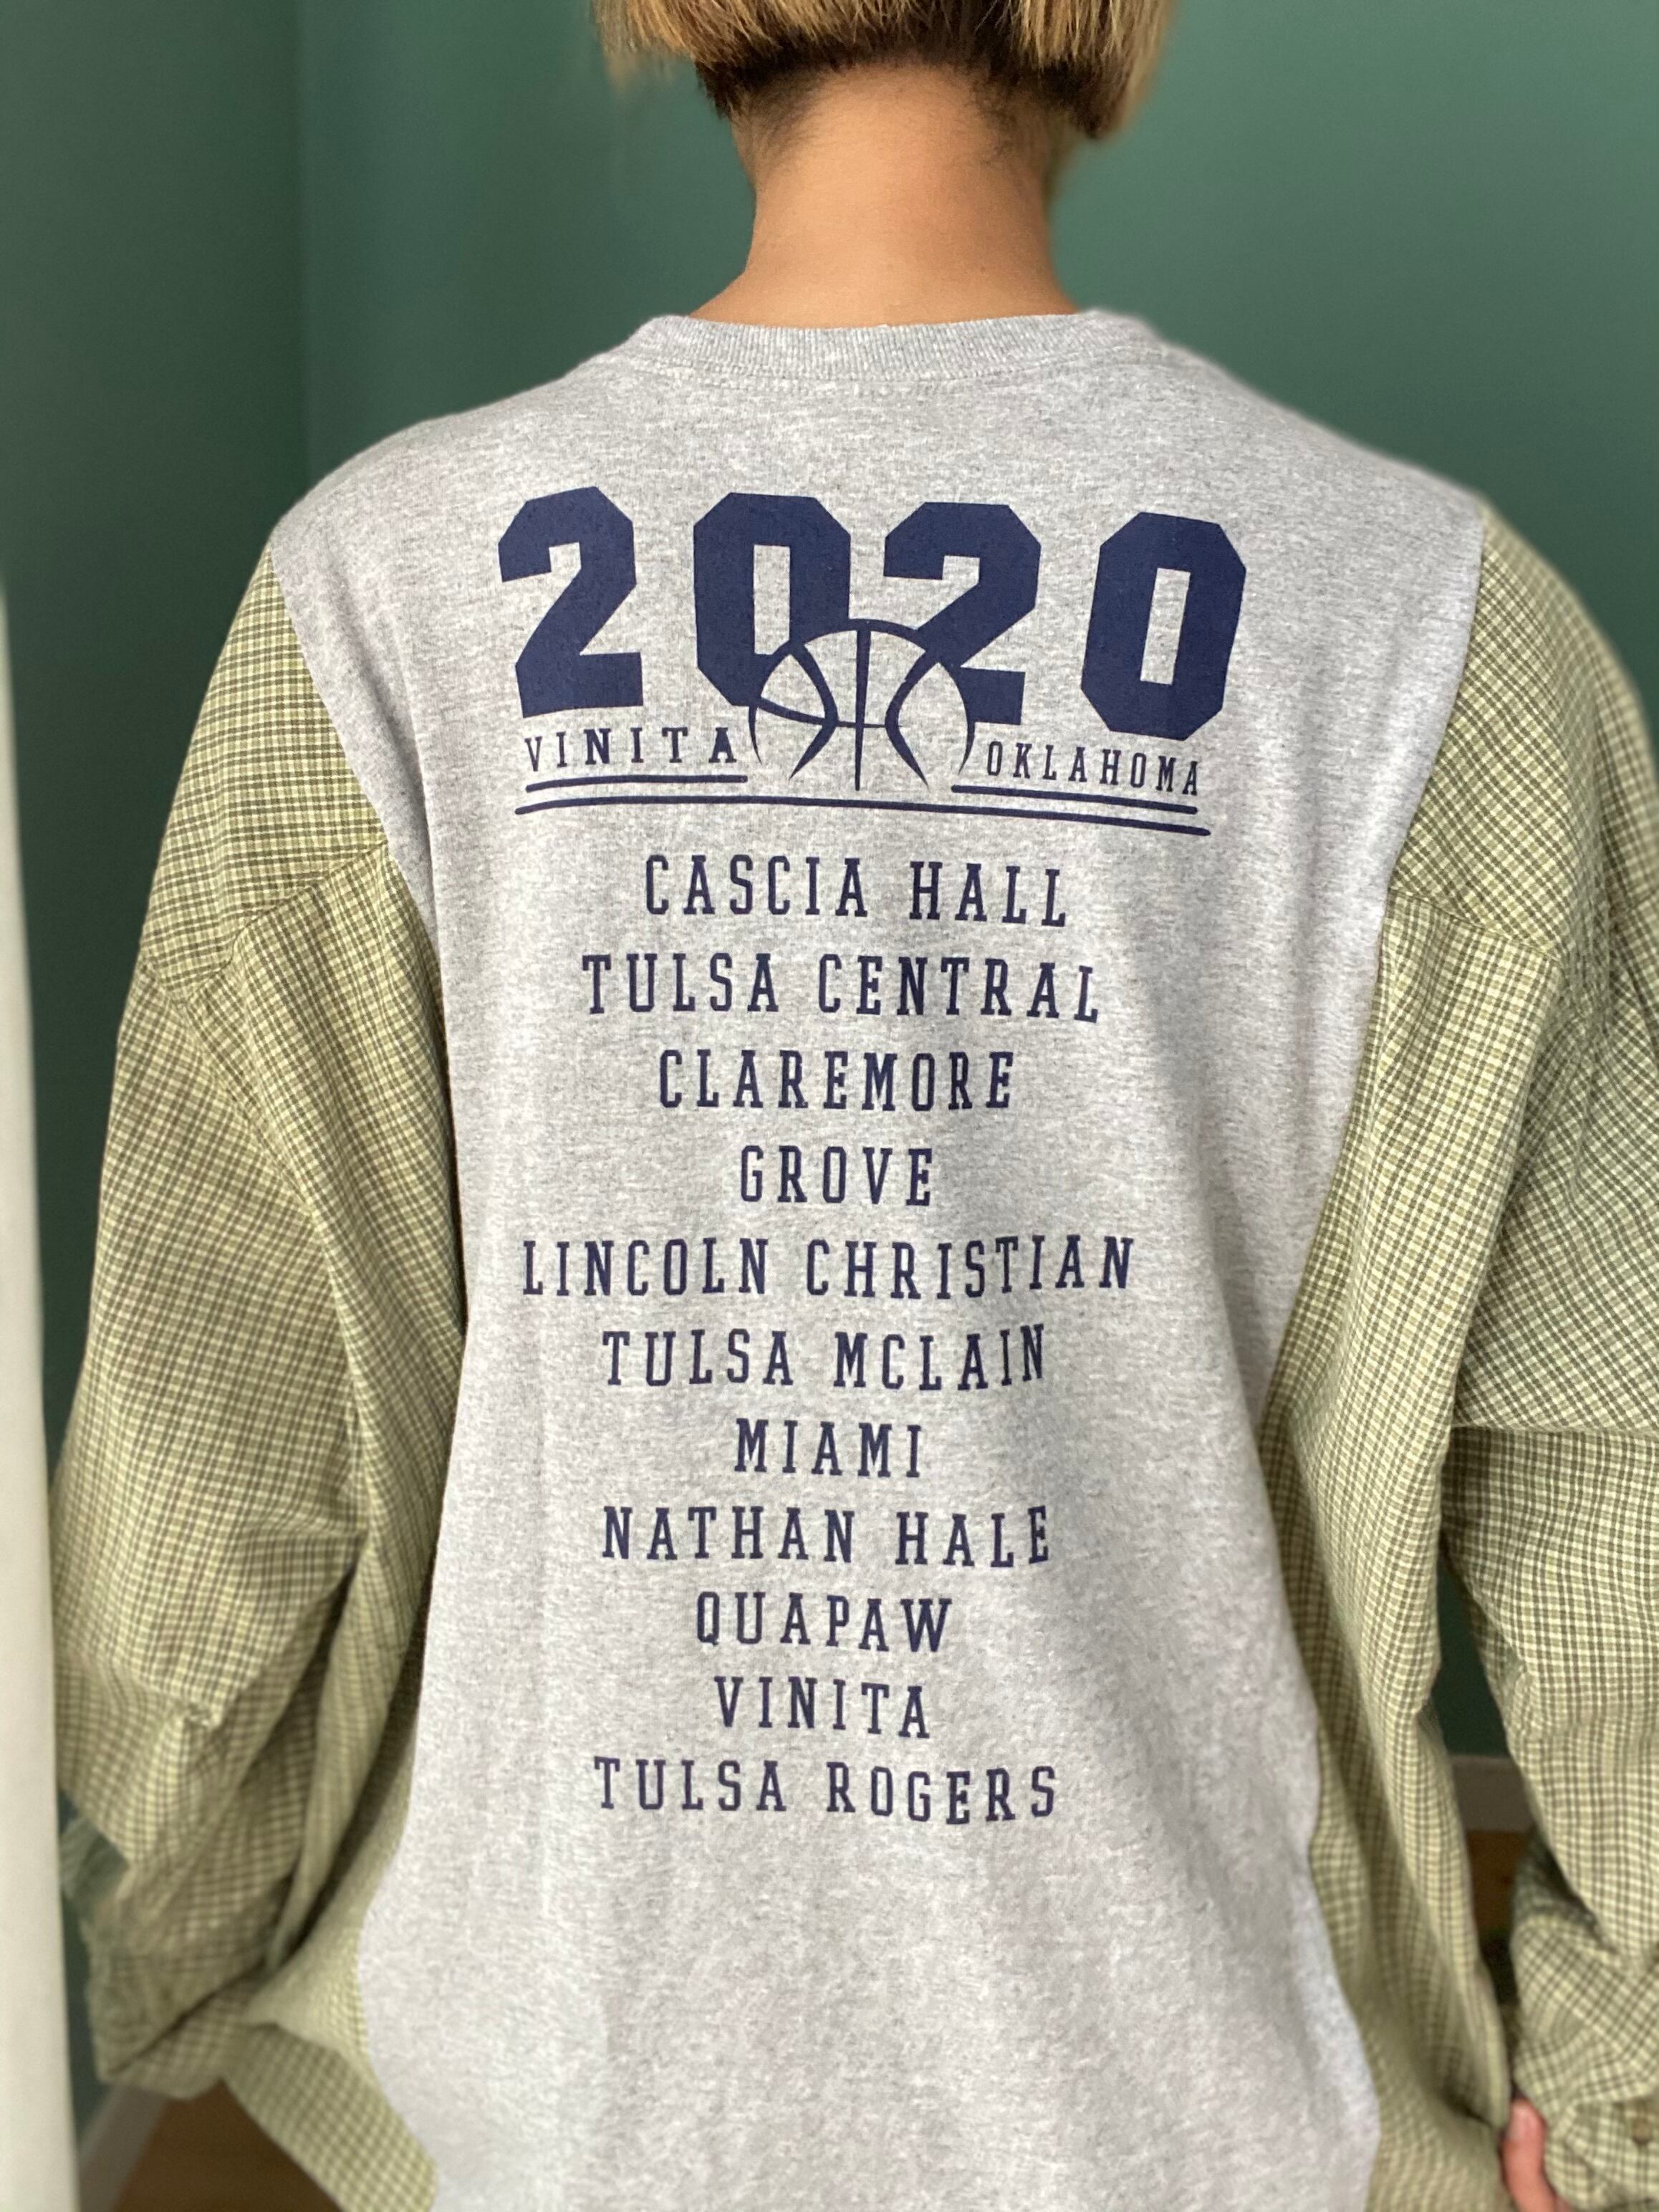 2020
VINITA OKLAHOMA
CASCIA HALL
TULSA CENTRAL
CLAREMORE
GROVE
LINCOLN CHRISTIAN
TULSA MCLAIN
MIAMI
NATHAN HALE
QUAPAW
VINITA
TULSA ROGERS